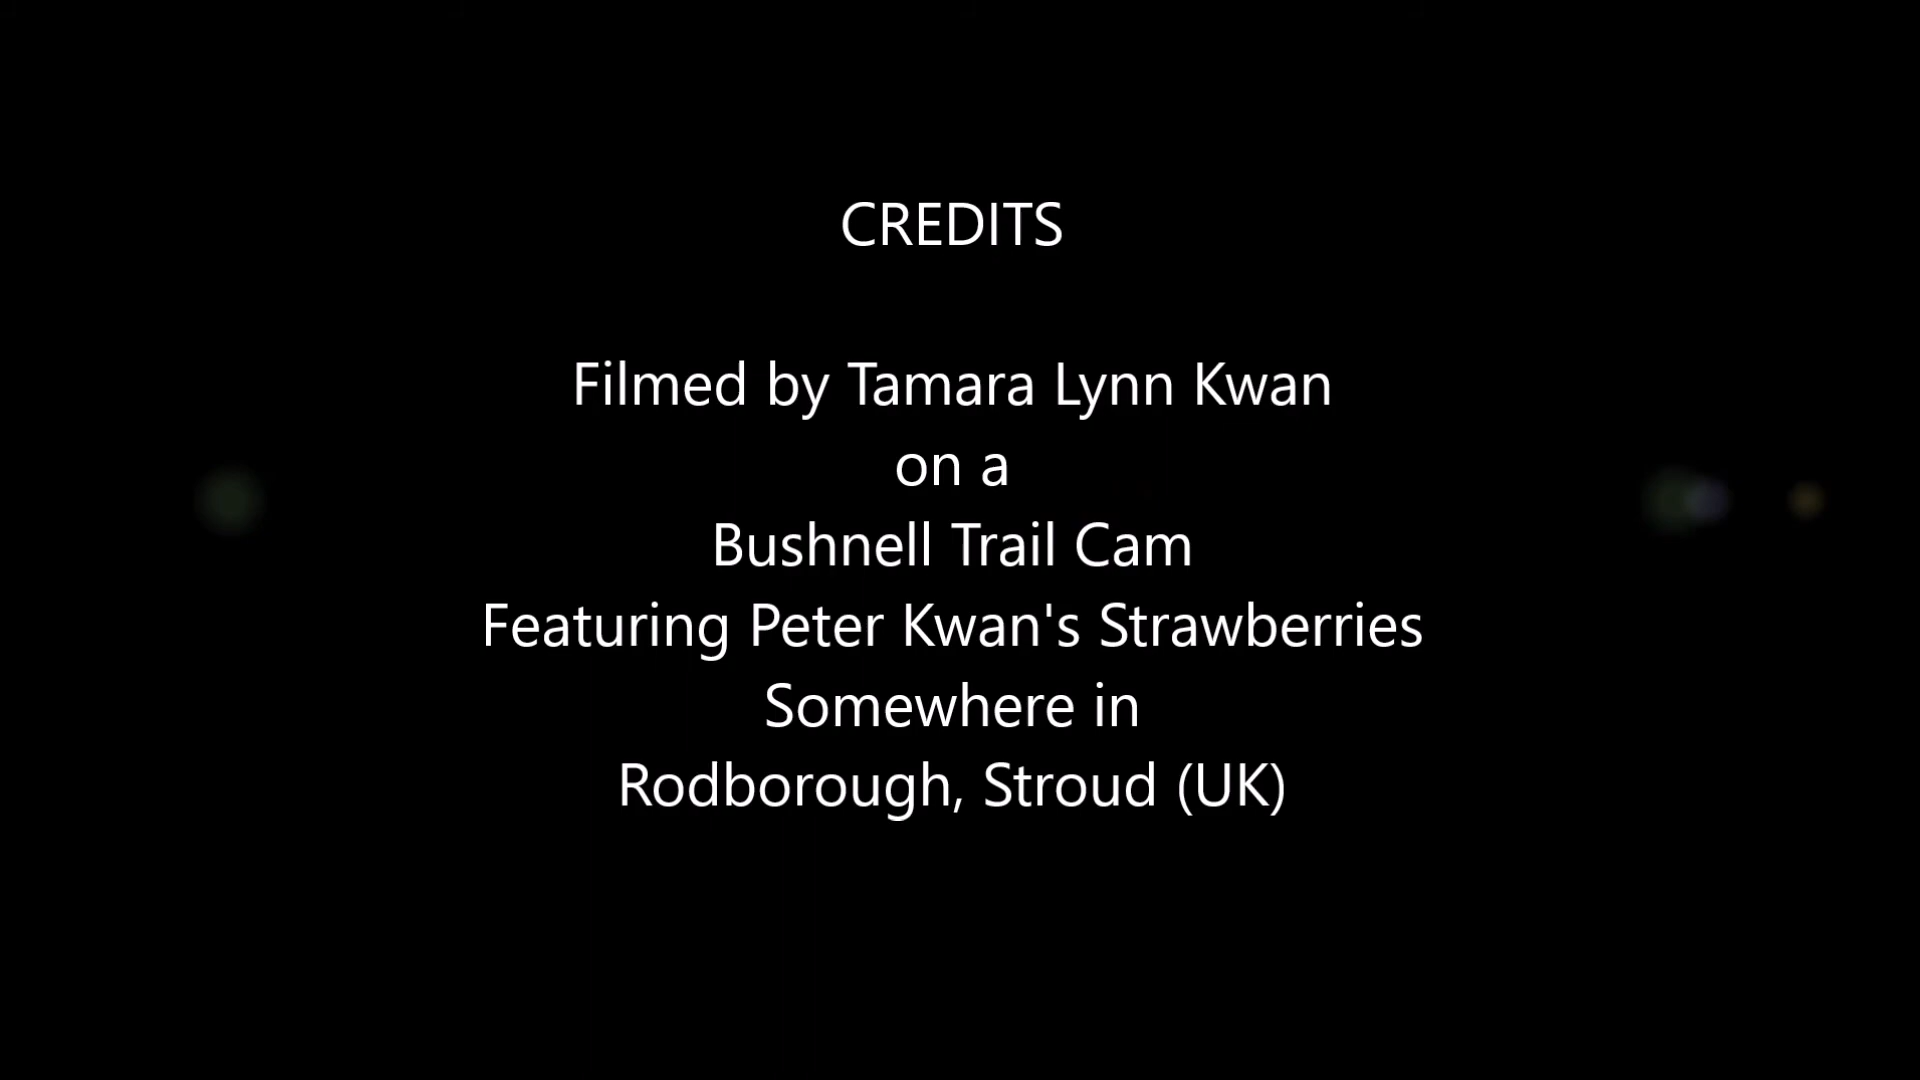 CREDITS
Filmed by Tamara Lynn Kwan
on a
Bushnell Trail Cam
Featuring Peter Kwan's Strawberries
Somewhere in
Rodborough, Stroud (UK)